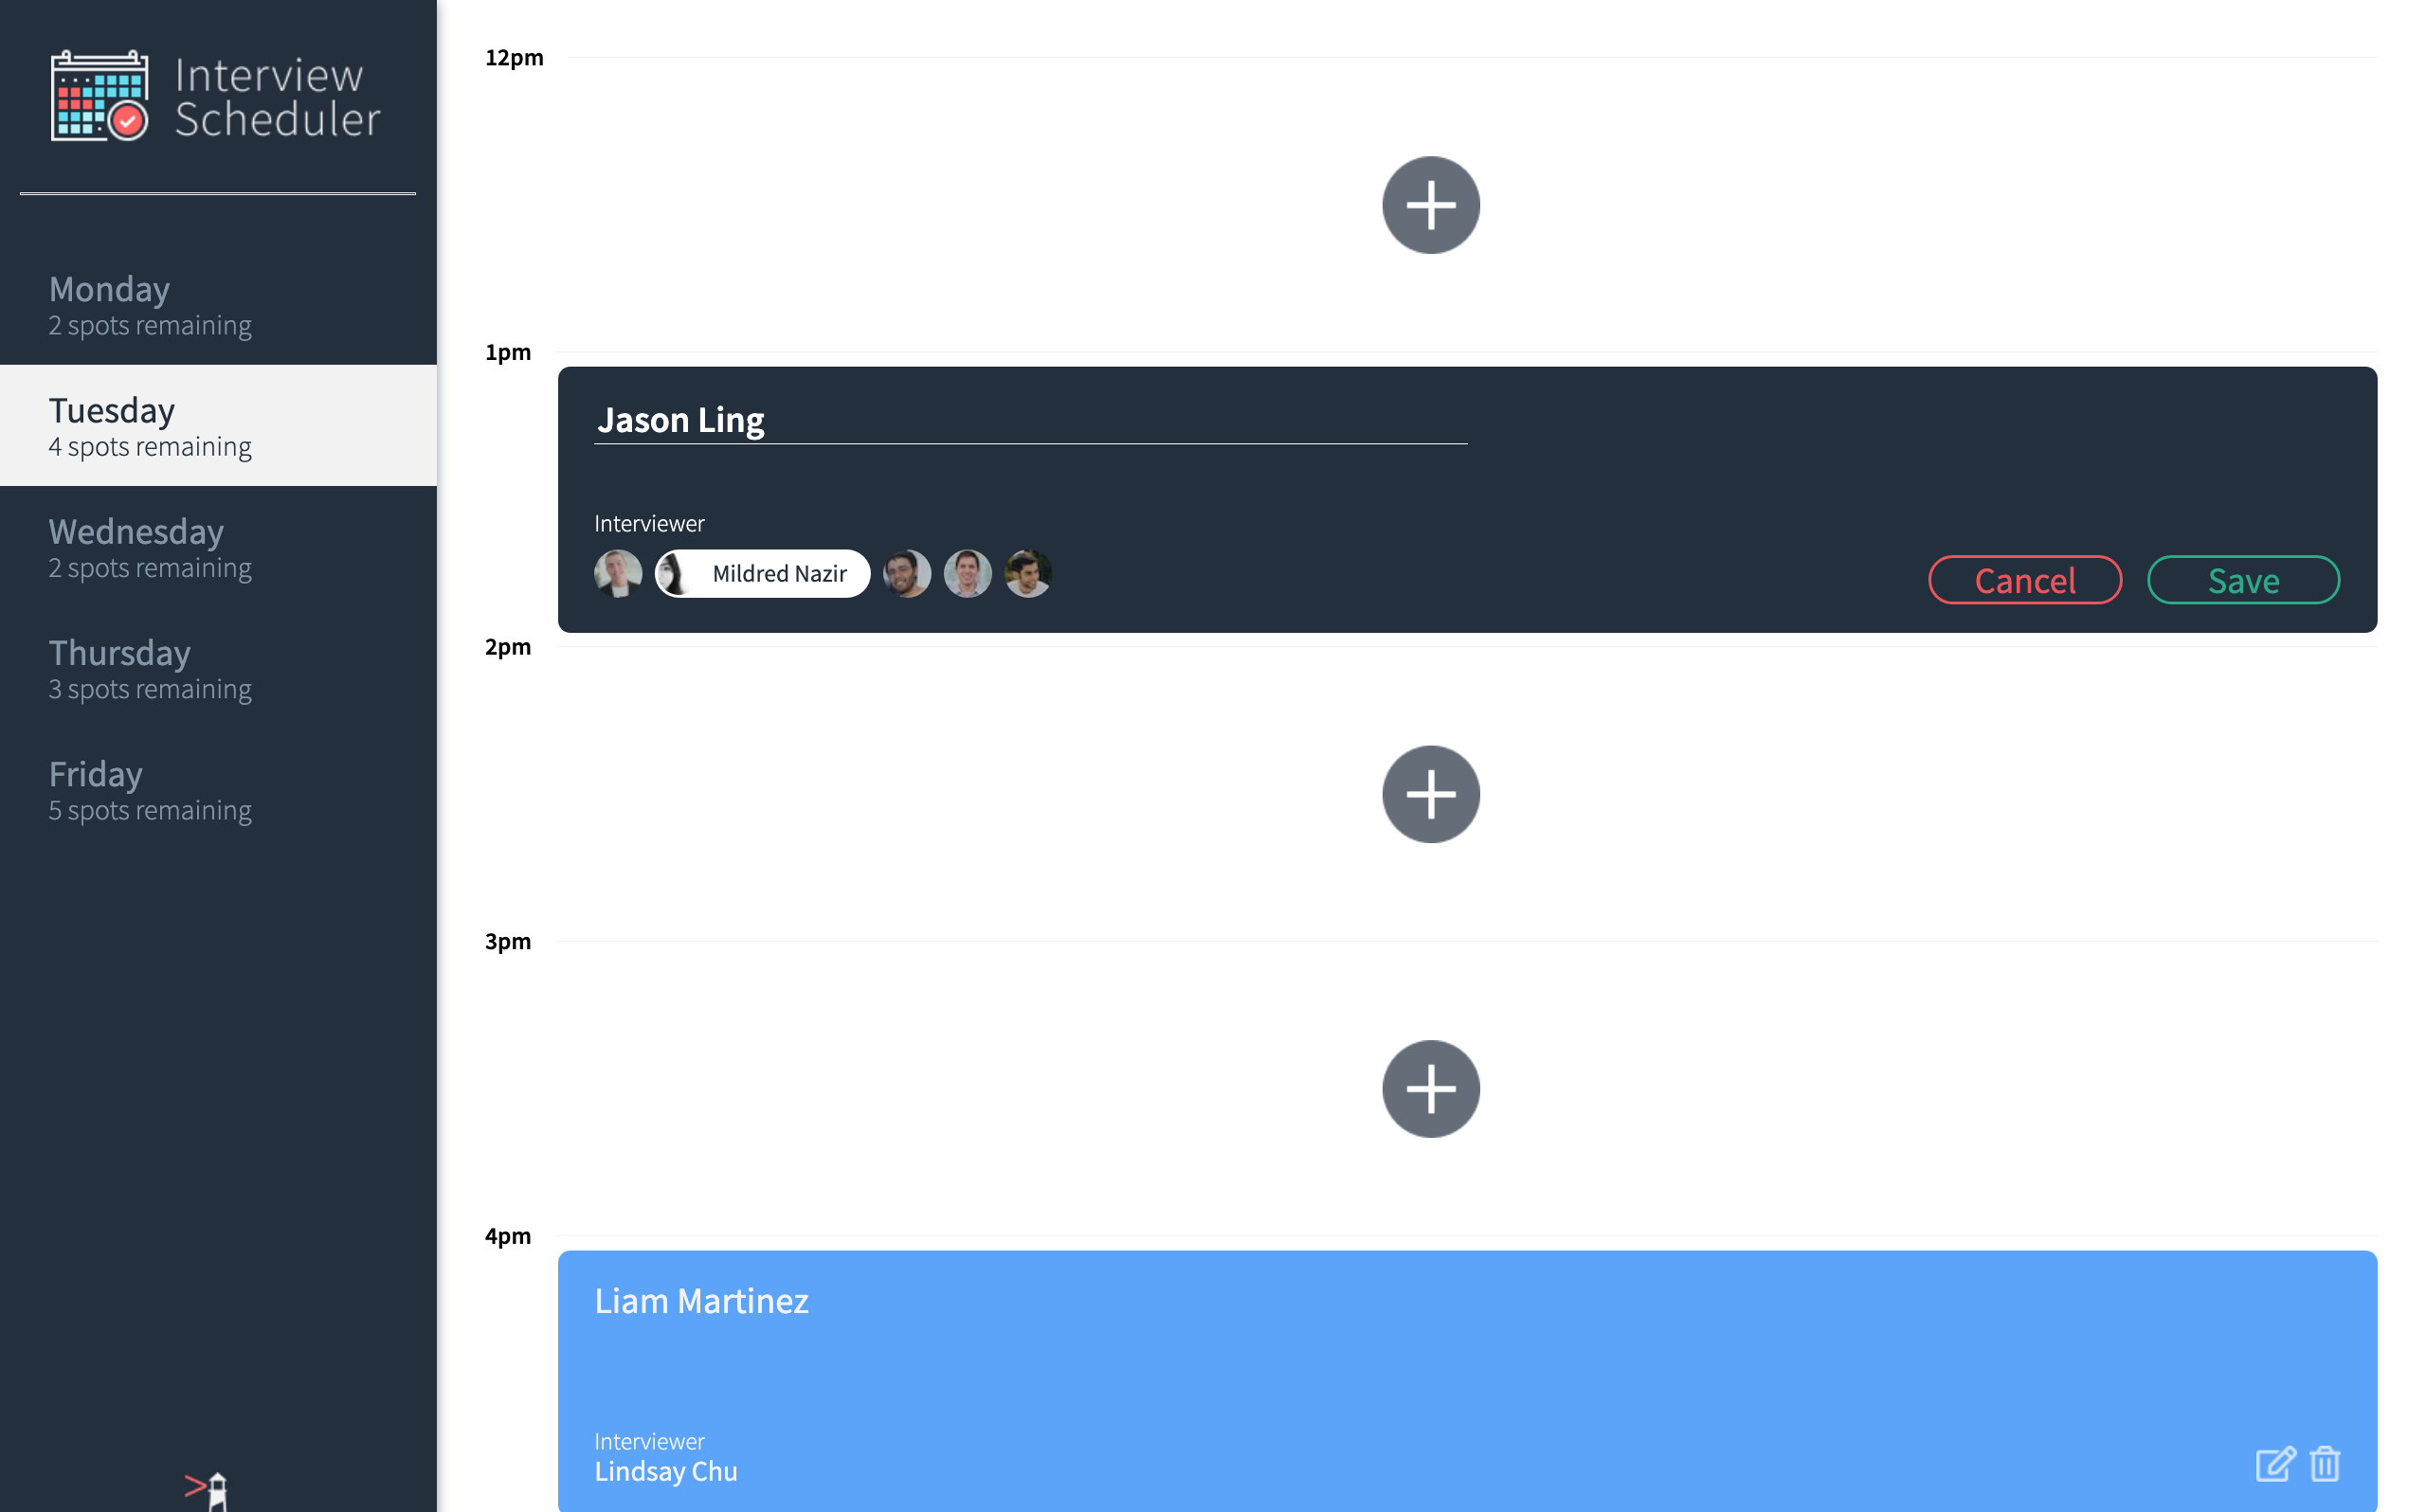 Interview
Scheduler
Monday
2 spots remaining
Tuesday
4 spots remaining
Wednesday
2 spots remaining
Thursday
3 spots remaining
Friday
5 spots remaining
12pm
1pm
Jason Ling
Interviewer
Mildred Nazir
Cancel
Save
2pm
3pm
4pm
Liam Martinez
Interviewer
Lindsay Chu